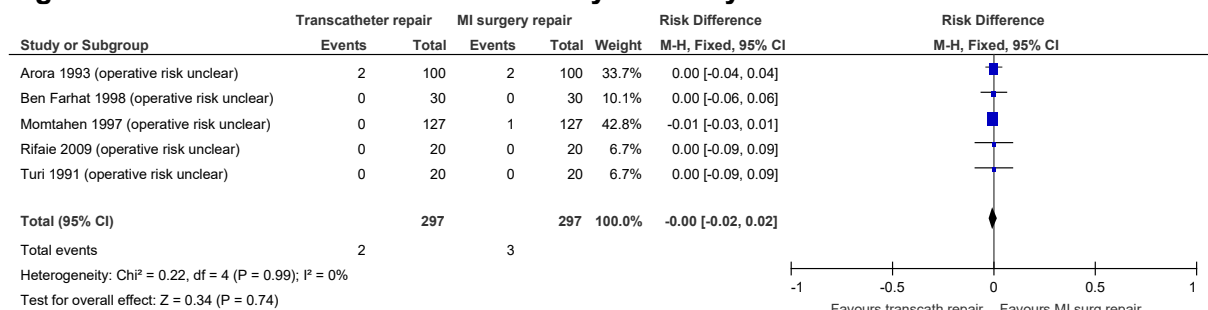 Transcatheter repair MI surgery repair Risk Difference Risk Difference
Study or Subgroup Events Total Events Total Weight M-H, Fixed, 95% CI M-H, Fixed, 95% CI
Arora 1993 (operative risk unclear) 2 100 2 100 33.7% 0.00 [-0.04, 0.04]
Ben Farhat 1998 (operative risk unclear) 0 30 0 30 10.1% 0.00 [-0.06, 0.06]
Momtahen 1997 (operative risk unclear) 0 127 1 127 42.8% -0.01 [-0.03, 0.01]
Rifaie 2009 (operative risk unclear) 0 20 0 20 6.7% 0.00 [-0.09, 0.09]
Turi 1991 (operative risk unclear) 0 20 0 20 6.7% 0.00 [-0.09, 0.09]
Total (95% CI) 297 297 100.0% -0.00 [-0.02, 0.02]
Total events 2 3
Heterogeneity: Chi² = 0.22, df = 4 (P = 0.99); I² = 0%
Test for overall effect: Z = 0.34 (P = 0.74)
-1 -0.5 0 0.5 1
Favours transcath repair Favours MI surg repair